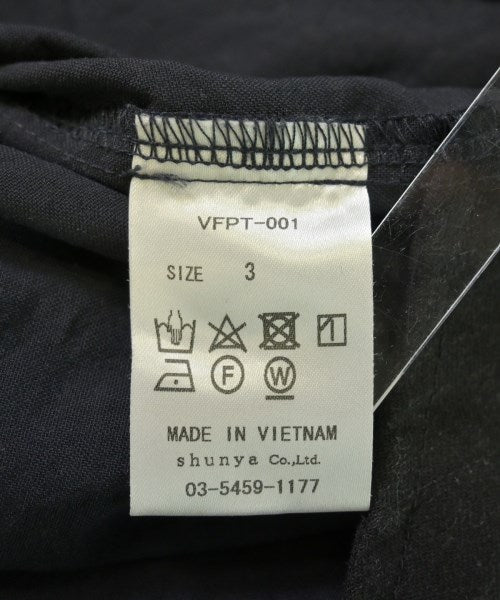 VFPT-001
SIZE 3
F W
MADE IN VIETNAM
shunya Co.,Ltd.
03-5459-1177